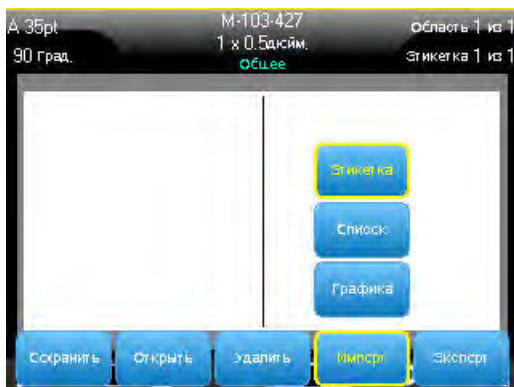 A 35pt
M-103-427
Область 1 из 1
90 град.
1 x 0.5дюйм.
Этикетка 1 из 1
Общее
Этикетка
Список
Графика
Сохранить
Открыть
Удалить
Импорт
Экспорт